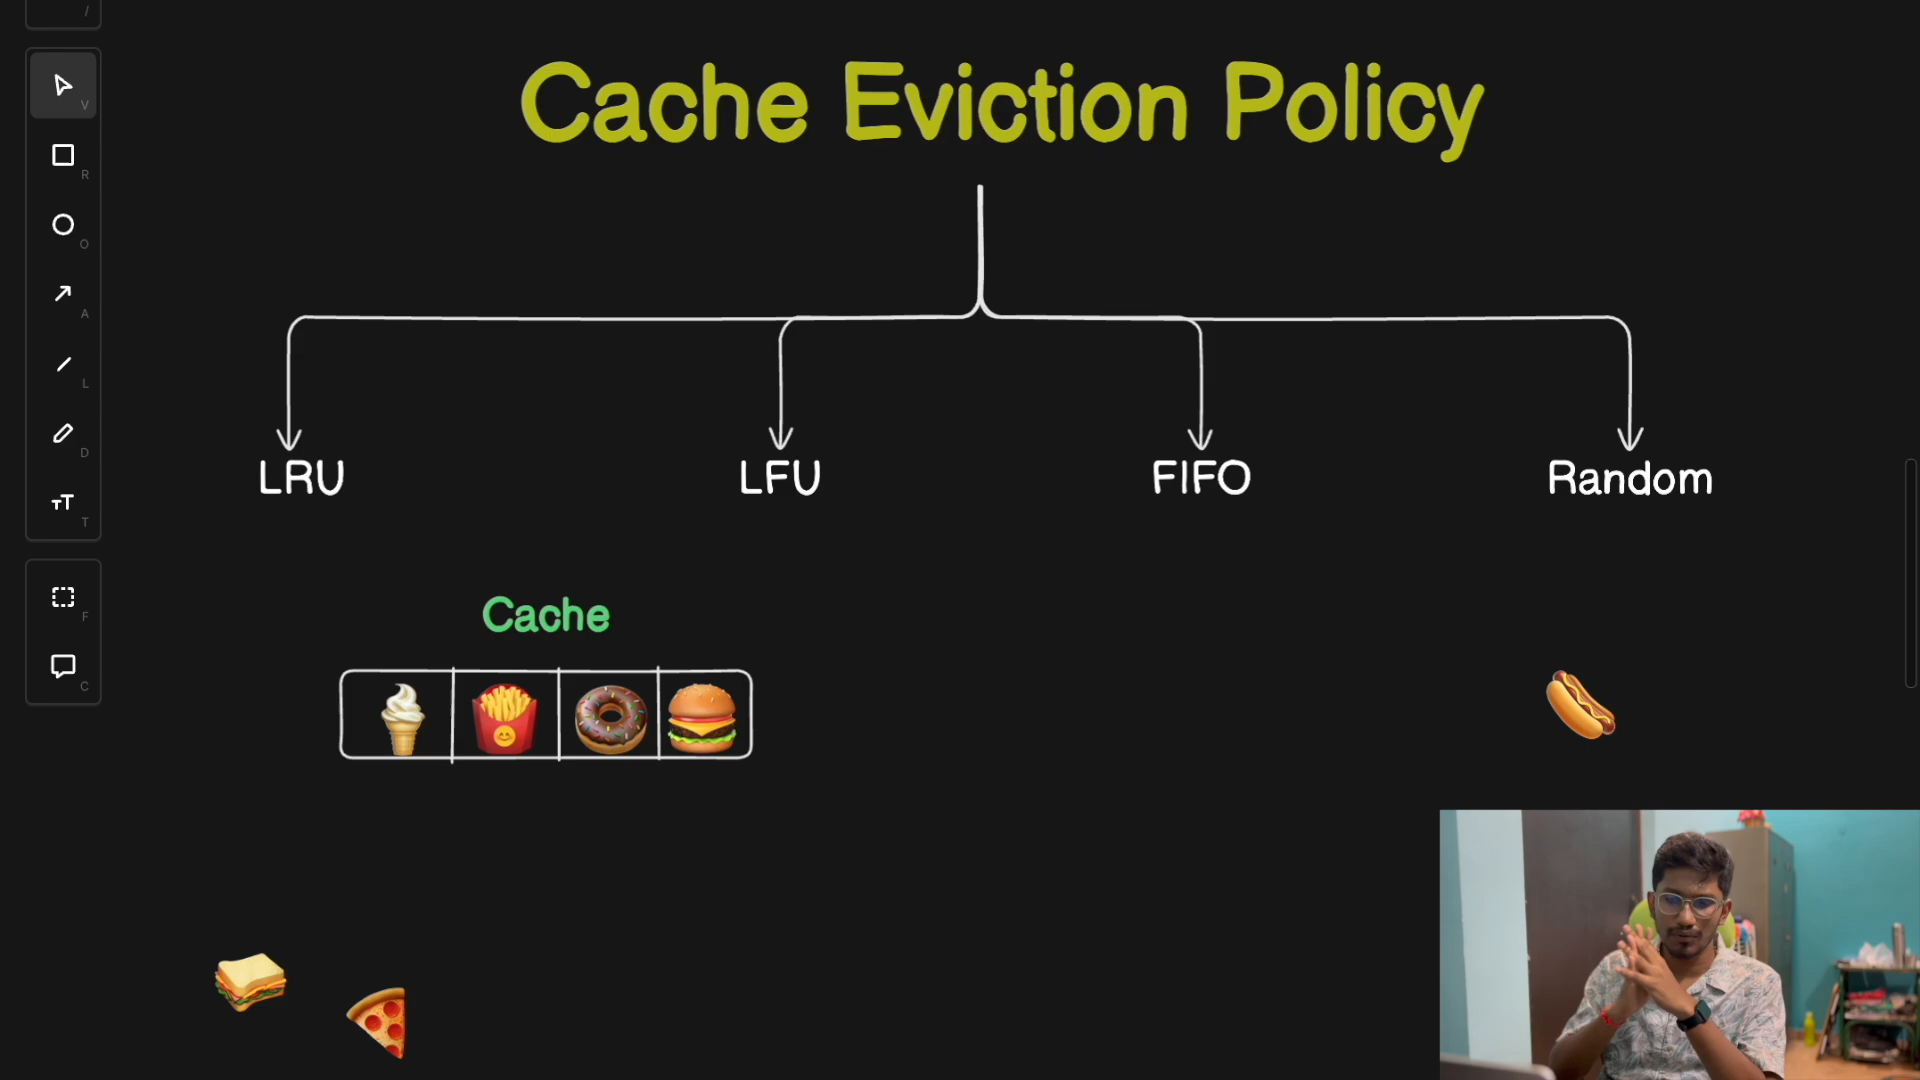 /
V
R
O
A
L
D
T
T
F
C
Cache Eviction Policy
LRU
LFU
FIFO
Random
Cache